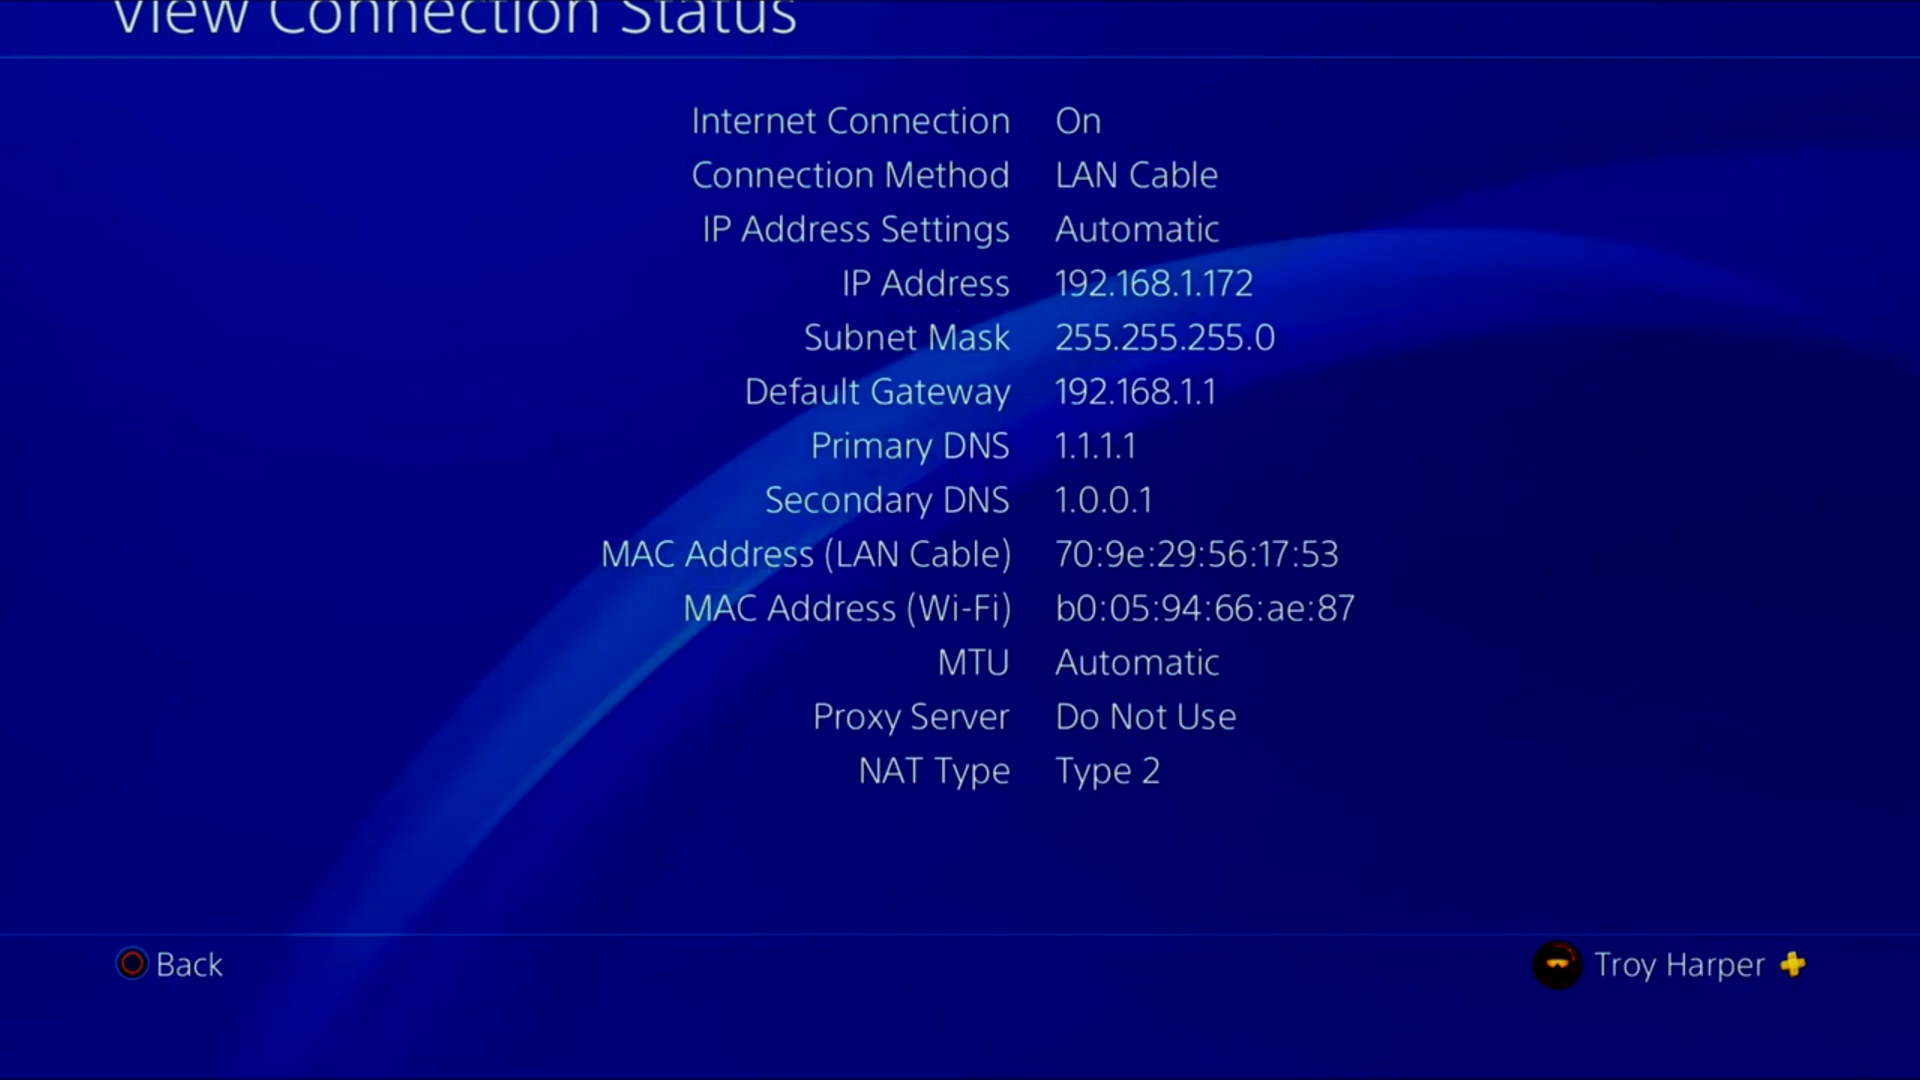 View Connection Status
Internet Connection On
Connection Method LAN Cable
IP Address Settings Automatic
IP Address 192.168.1.172
Subnet Mask 255.255.255.0
Default Gateway 192.168.1.1
Primary DNS 1.1.1.1
Secondary DNS 1.0.0.1
MAC Address (LAN Cable) 70:9e:29:56:17:53
MAC Address (Wi-Fi) b0:05:94:66:ae:87
MTU Automatic
Proxy Server Do Not Use
NAT Type Type 2
Back
Troy Harper